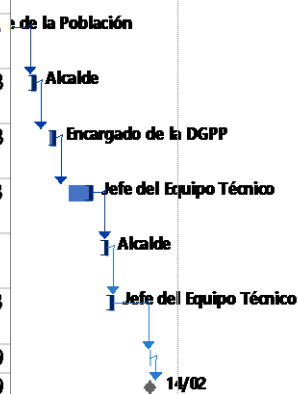 de la Población
Alcalde
Encargado de la DGPP
Jefe del Equipo Técnico
Alcalde
Jefe del Equipo Técnico
14/02